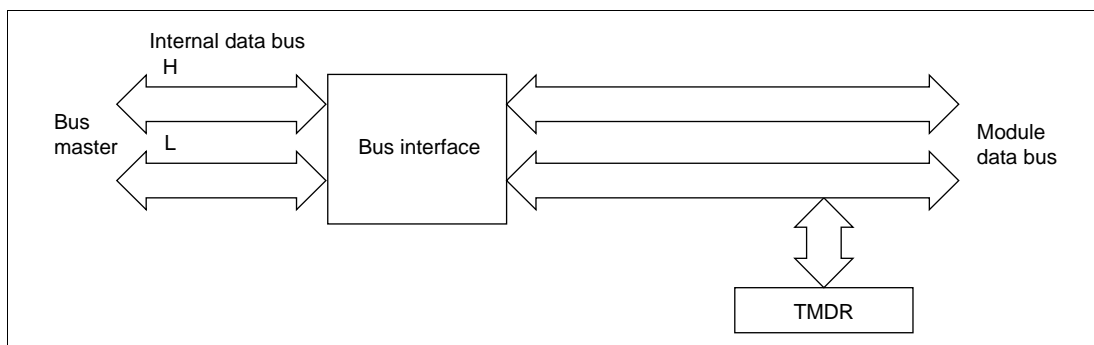 Internal data bus
H
Bus
master
L
Bus interface
Module
data bus
TMDR